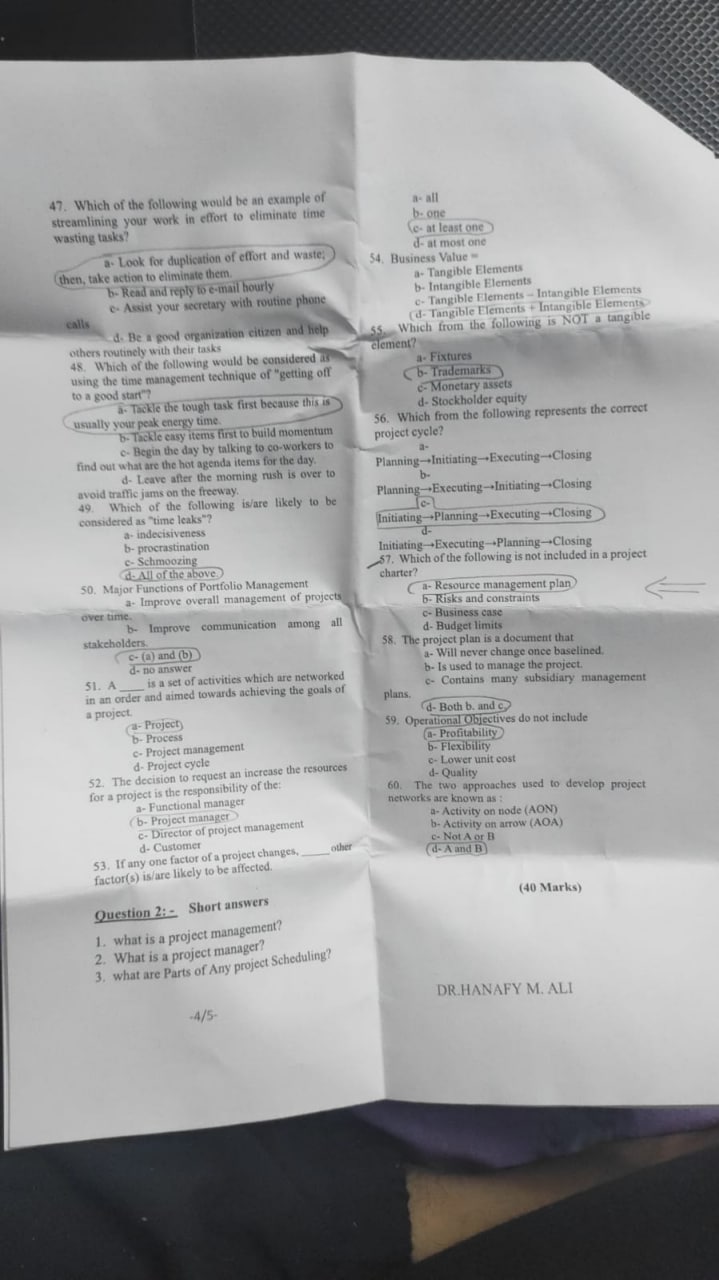 47. Which of the following would be an example of
streamlining your work in effort to eliminate time
wasting tasks?
a- Look for duplication of effort and waste;
then, take action to eliminate them.
b- Read and reply to e-mail hourly
c- Assist your secretary with routine phone
calls
d- Be a good organization citizen and help
others routinely with their tasks
48. Which of the following would be considered as
using the time management technique of "getting off
to a good start"?
a- Tackle the tough task first because this is
usually your peak energy time.
b- Tackle easy items first to build momentum
c- Begin the day by talking to co-workers to
find out what are the hot agenda items for the day.
d- Leave after the morning rush is over to
avoid traffic jams on the freeway.
49. Which of the following is/are likely to be
considered as "time leaks"?
a- indecisiveness
b- procrastination
c- Schmoozing
d- All of the above
50. Major Functions of Portfolio Management
a- Improve overall management of projects
over time.
b- Improve communication among all
stakeholders.
c- (a) and (b)
d- no answer
51. A ____ is a set of activities which are networked
in an order and aimed towards achieving the goals of
a project.
a- Project
b- Process
c- Project management
d- Project cycle
52. The decision to request an increase the resources
for a project is the responsibility of the:
a- Functional manager
b- Project manager
c- Director of project management
d- Customer
53. If any one factor of a project changes, _____ other
factor(s) is/are likely to be affected.
Question 2: - Short answers
1. what is a project management?
2. What is a project manager?
3. what are Parts of Any project Scheduling?
-4/5-
a- all
b- one
c- at least one
d- at most one
54. Business Value =
a- Tangible Elements
b- Intangible Elements
c- Tangible Elements – Intangible Elements
d- Tangible Elements + Intangible Elements
55. Which from the following is NOT a tangible
element?
a- Fixtures
b- Trademarks
c- Monetary assets
d- Stockholder equity
56. Which from the following represents the correct
project cycle?
a-
Planning→Initiating→Executing→Closing
b-
Planning→Executing→Initiating→Closing
c-
Initiating→Planning→Executing→Closing
d-
Initiating→Executing→Planning→Closing
57. Which of the following is not included in a project
charter?
a- Resource management plan
b- Risks and constraints
c- Business case
d- Budget limits
58. The project plan is a document that
a- Will never change once baselined.
b- Is used to manage the project.
c- Contains many subsidiary management
plans.
d- Both b. and c.
59. Operational Objectives do not include
a- Profitability
b- Flexibility
c- Lower unit cost
d- Quality
60. The two approaches used to develop project
networks are known as :
a- Activity on node (AON)
b- Activity on arrow (AOA)
c- Not A or B
d- A and B
(40 Marks)
DR.HANAFY M. ALI